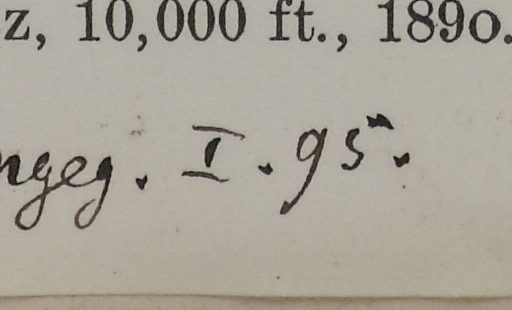 z, 10,000 ft., 1890.
ngeg. I. 95.